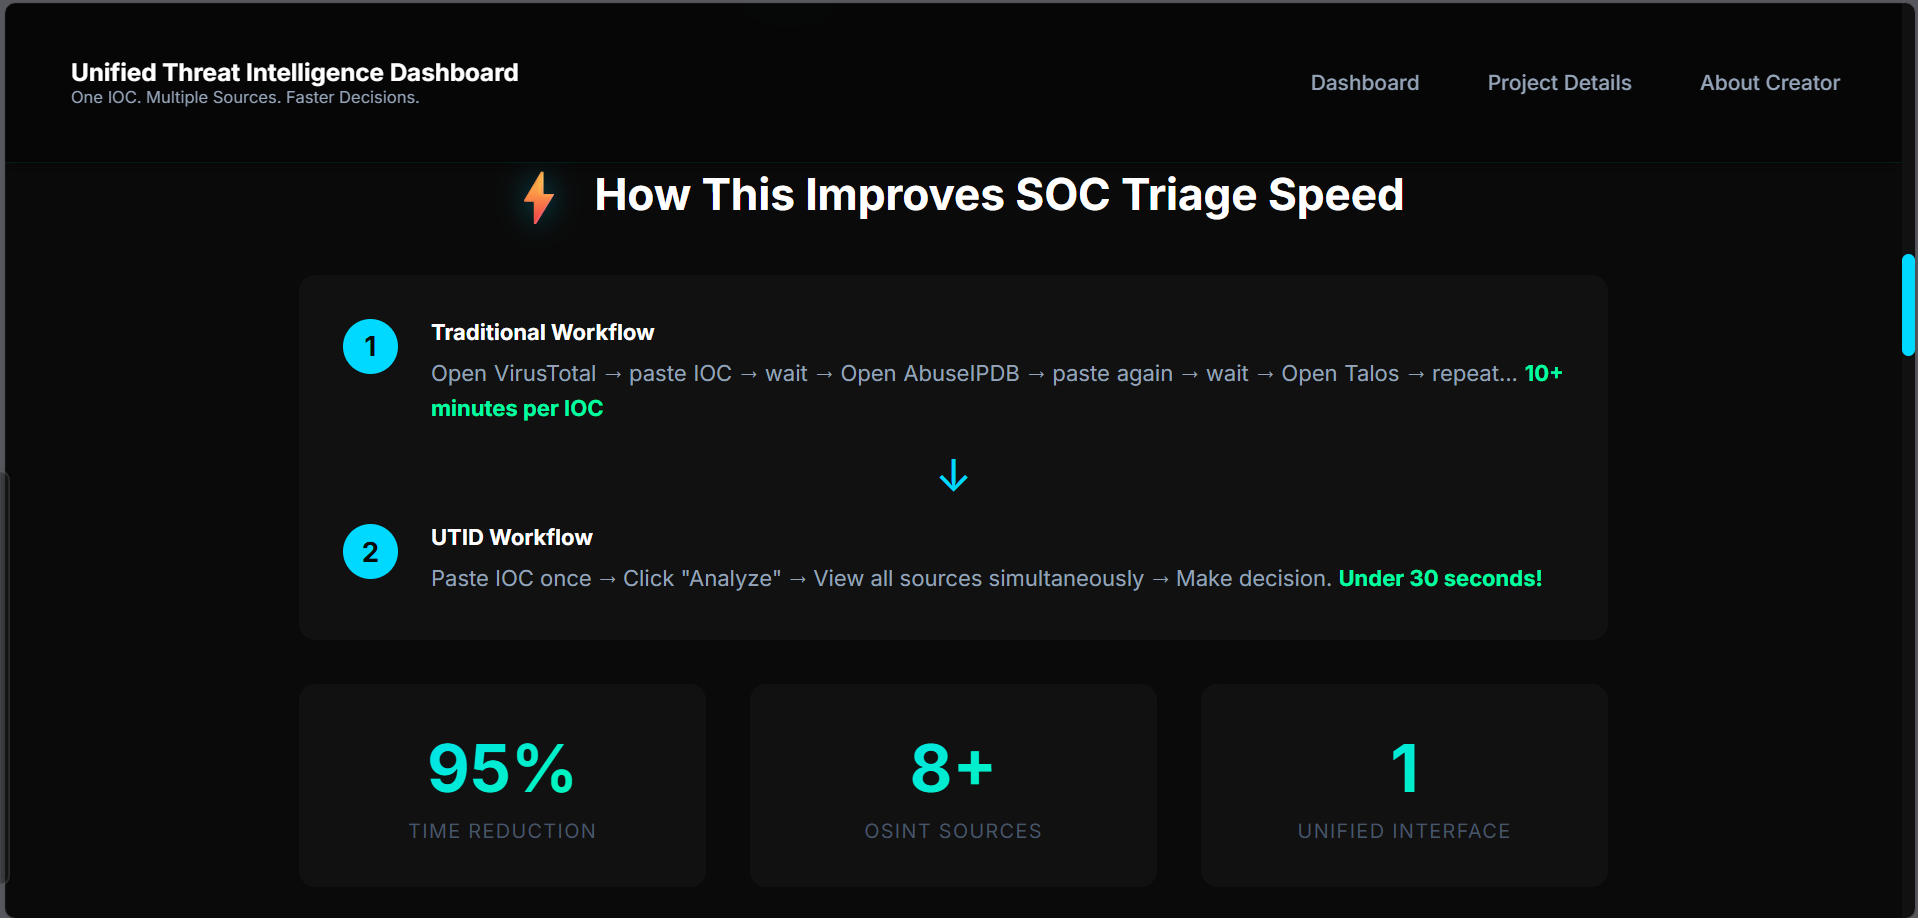 Unified Threat Intelligence Dashboard
One IOC. Multiple Sources. Faster Decisions.
Dashboard
Project Details
About Creator
How This Improves SOC Triage Speed
1
Traditional Workflow
Open VirusTotal → paste IOC → wait → Open AbuseIPDB → paste again → wait → Open Talos → repeat... 10+
minutes per IOC
2
UTID Workflow
Paste IOC once → Click "Analyze" → View all sources simultaneously → Make decision. Under 30 seconds!
95%
TIME REDUCTION
8+
OSINT SOURCES
1
UNIFIED INTERFACE